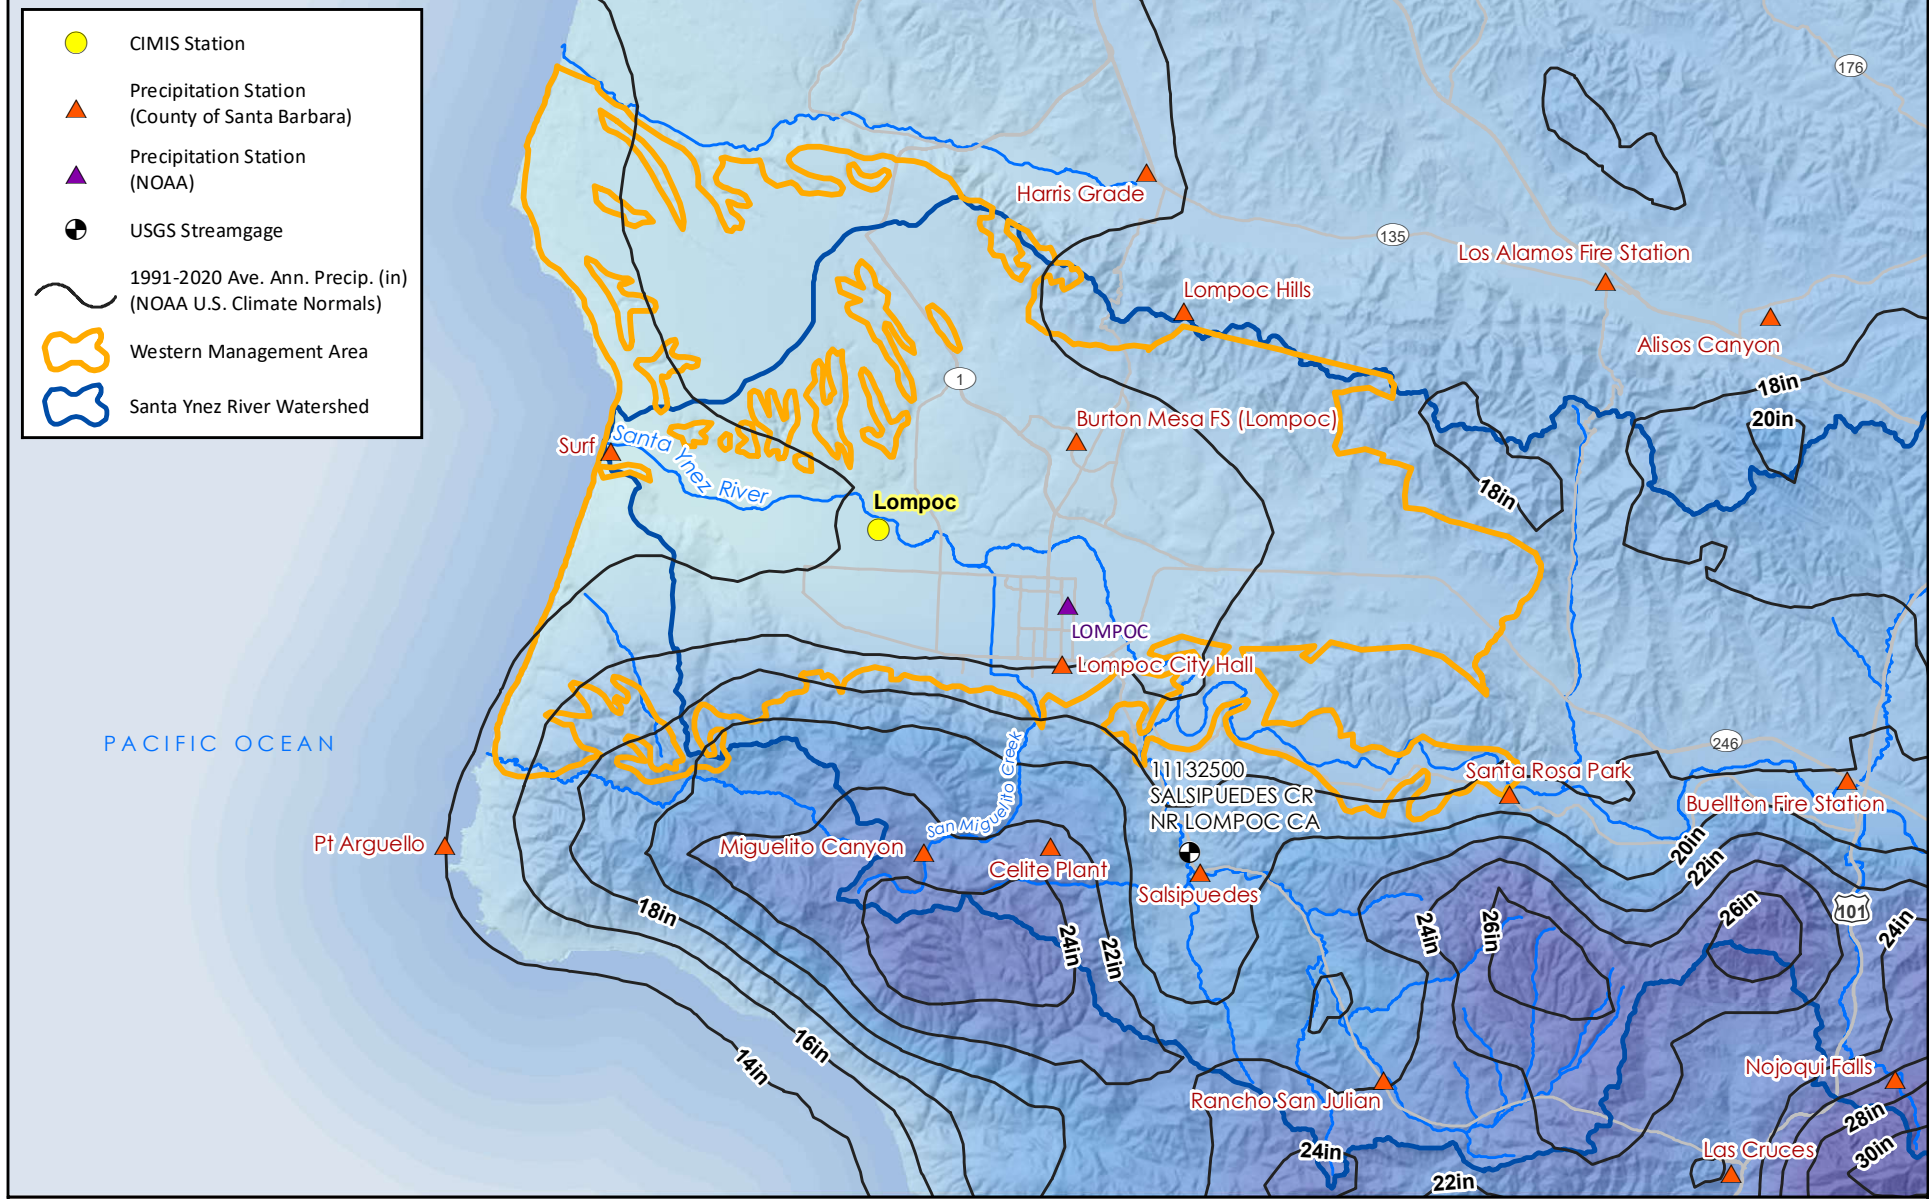 CIMIS Station
Precipitation Station
(County of Santa Barbara)
Precipitation Station
(NOAA)
USGS Streamgage
1991-2020 Ave. Ann. Precip. (in)
(NOAA U.S. Climate Normals)
Western Management Area
Santa Ynez River Watershed
176
Harris Grade
135
Los Alamos Fire Station
Lompoc Hills
Alisos Canyon
1
18in
20in
Burton Mesa FS (Lompoc)
Surf
Santa Ynez River
18in
Lompoc
LOMPOC
Lompoc City Hall
PACIFIC OCEAN
246
11132500
SALSIPUEDES CR
NR LOMPOC CA
Santa Rosa Park
Buellton Fire Station
San Miguelito Creek
Pt Arguello
Miguelito Canyon
Celite Plant
Salsipuedes
20in
22in
18in
24in
22in
24in
26in
26in
101
24in
16in
14in
Nojoqui Falls
Rancho San Julian
28in
30in
24in
Las Cruces
22in